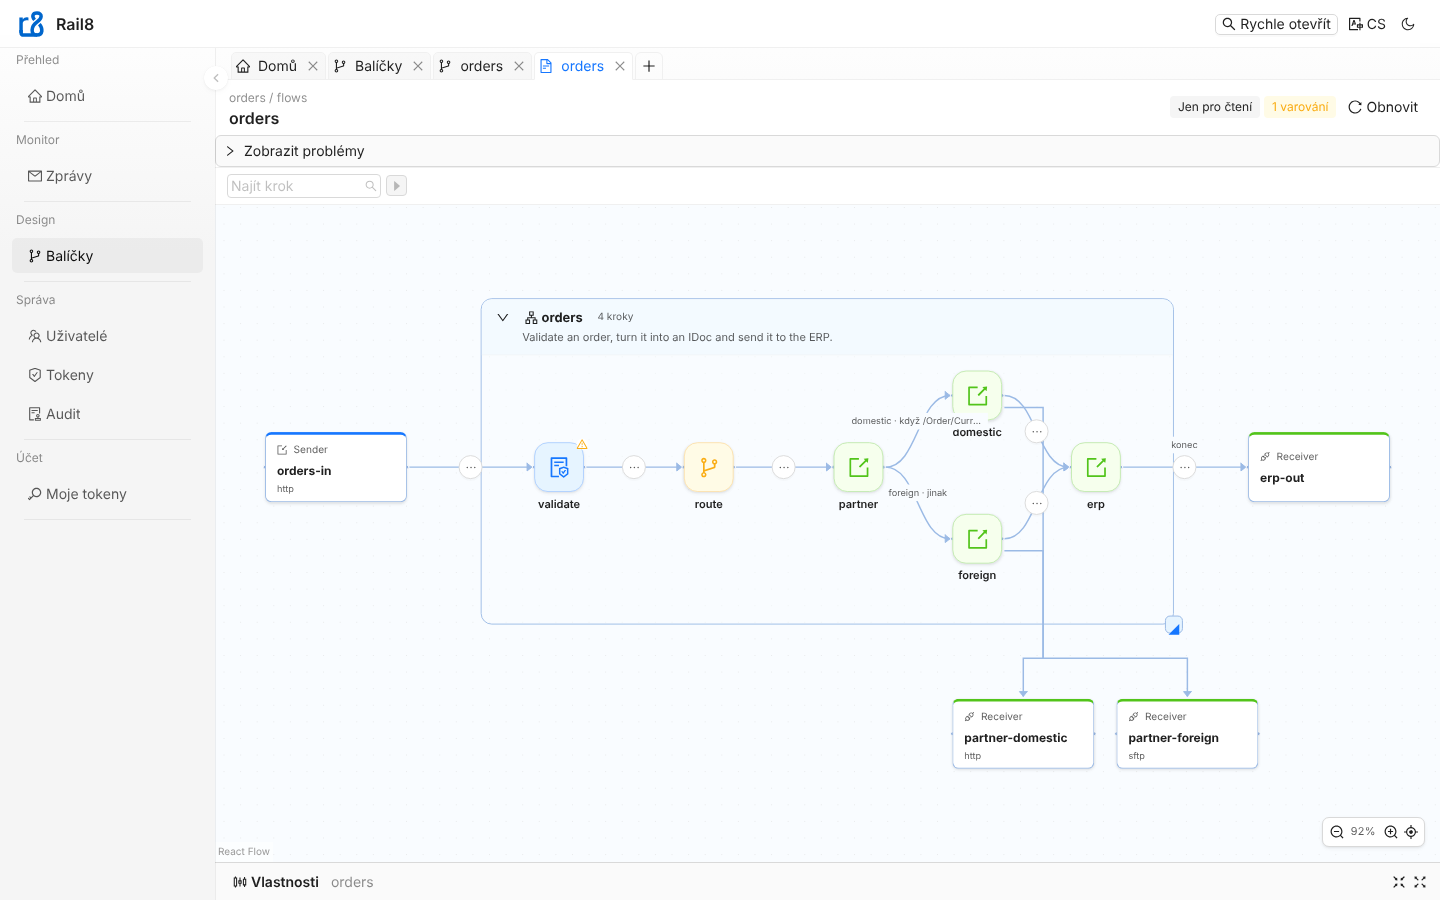 Rail8
Rychle otevřít
CS
Přehled
Domů
Monitor
Zprávy
Design
Balíčky
Správa
Uživatelé
Tokeny
Audit
Účet
Moje tokeny
Domů
Balíčky
orders
orders
orders / flows
orders
Jen pro čtení
1 varování
Obnovit
Zobrazit problémy
Najít krok
orders
4 kroky
Validate an order, turn it into an IDoc and send it to the ERP.
Sender
orders-in
http
validate
route
partner
domestic · když /Order/Curr...
domestic
foreign · jinak
foreign
erp
konec
Receiver
erp-out
Receiver
partner-domestic
http
Receiver
partner-foreign
sftp
92%
React Flow
Vlastnosti
orders